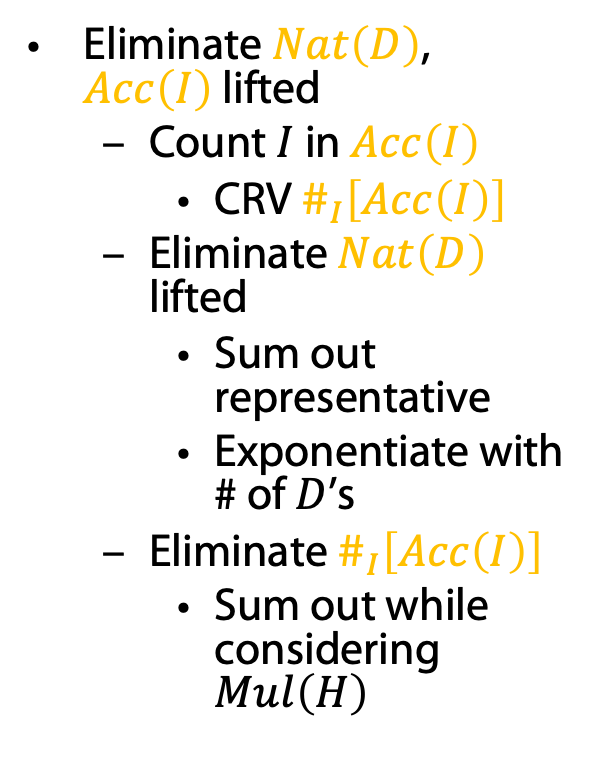 • Eliminate Nat(D),
Acc(I) lifted
– Count I in Acc(I)
• CRV #_I[Acc(I)]
– Eliminate Nat(D)
lifted
• Sum out
representative
• Exponentiate with
# of D's
– Eliminate #_I[Acc(I)]
• Sum out while
considering
Mul(H)